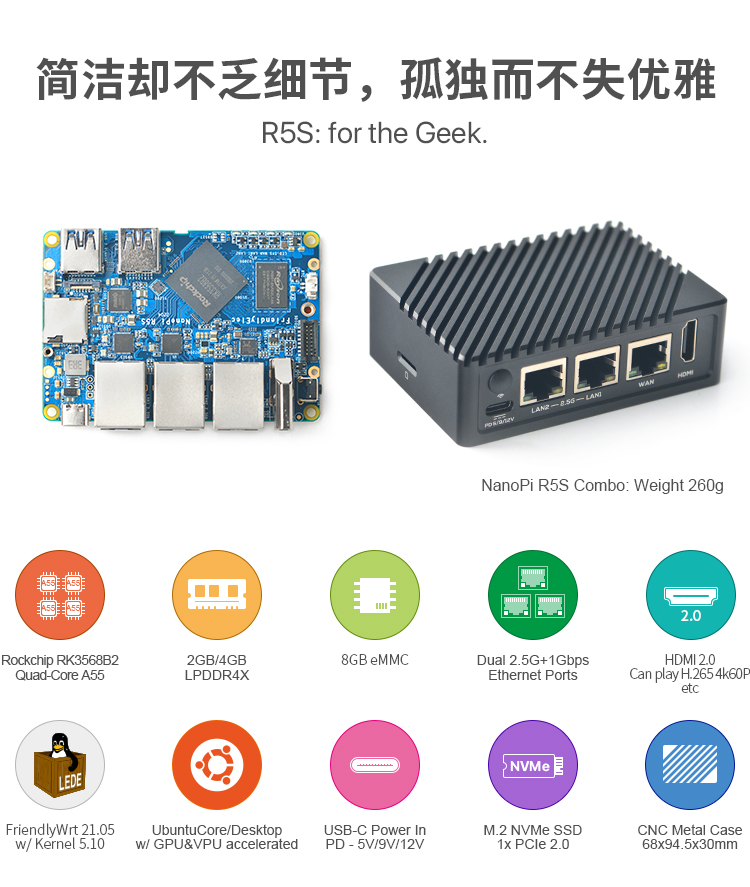 简洁却不乏细节，孤独而不失优雅
R5S: for the Geek.
Rockchip
NanoPi R5S
FriendlyELEC
LAN2 — 2.5G — LAN1
WAN
HDMI
PD 5/9/12V
NanoPi R5S Combo: Weight 260g
A55 A55
A55 A55
2.0
Rockchip RK3568B2
Quad-Core A55
2GB/4GB
LPDDR4X
8GB eMMC
Dual 2.5G+1Gbps
Ethernet Ports
HDMI 2.0
Can play H.265 4k60P
etc
LEDE
NVMe
FriendlyWrt 21.05
w/ Kernel 5.10
UbuntuCore/Desktop
w/ GPU&VPU accelerated
USB-C Power In
PD - 5V/9V/12V
M.2 NVMe SSD
1x PCIe 2.0
CNC Metal Case
68x94.5x30mm